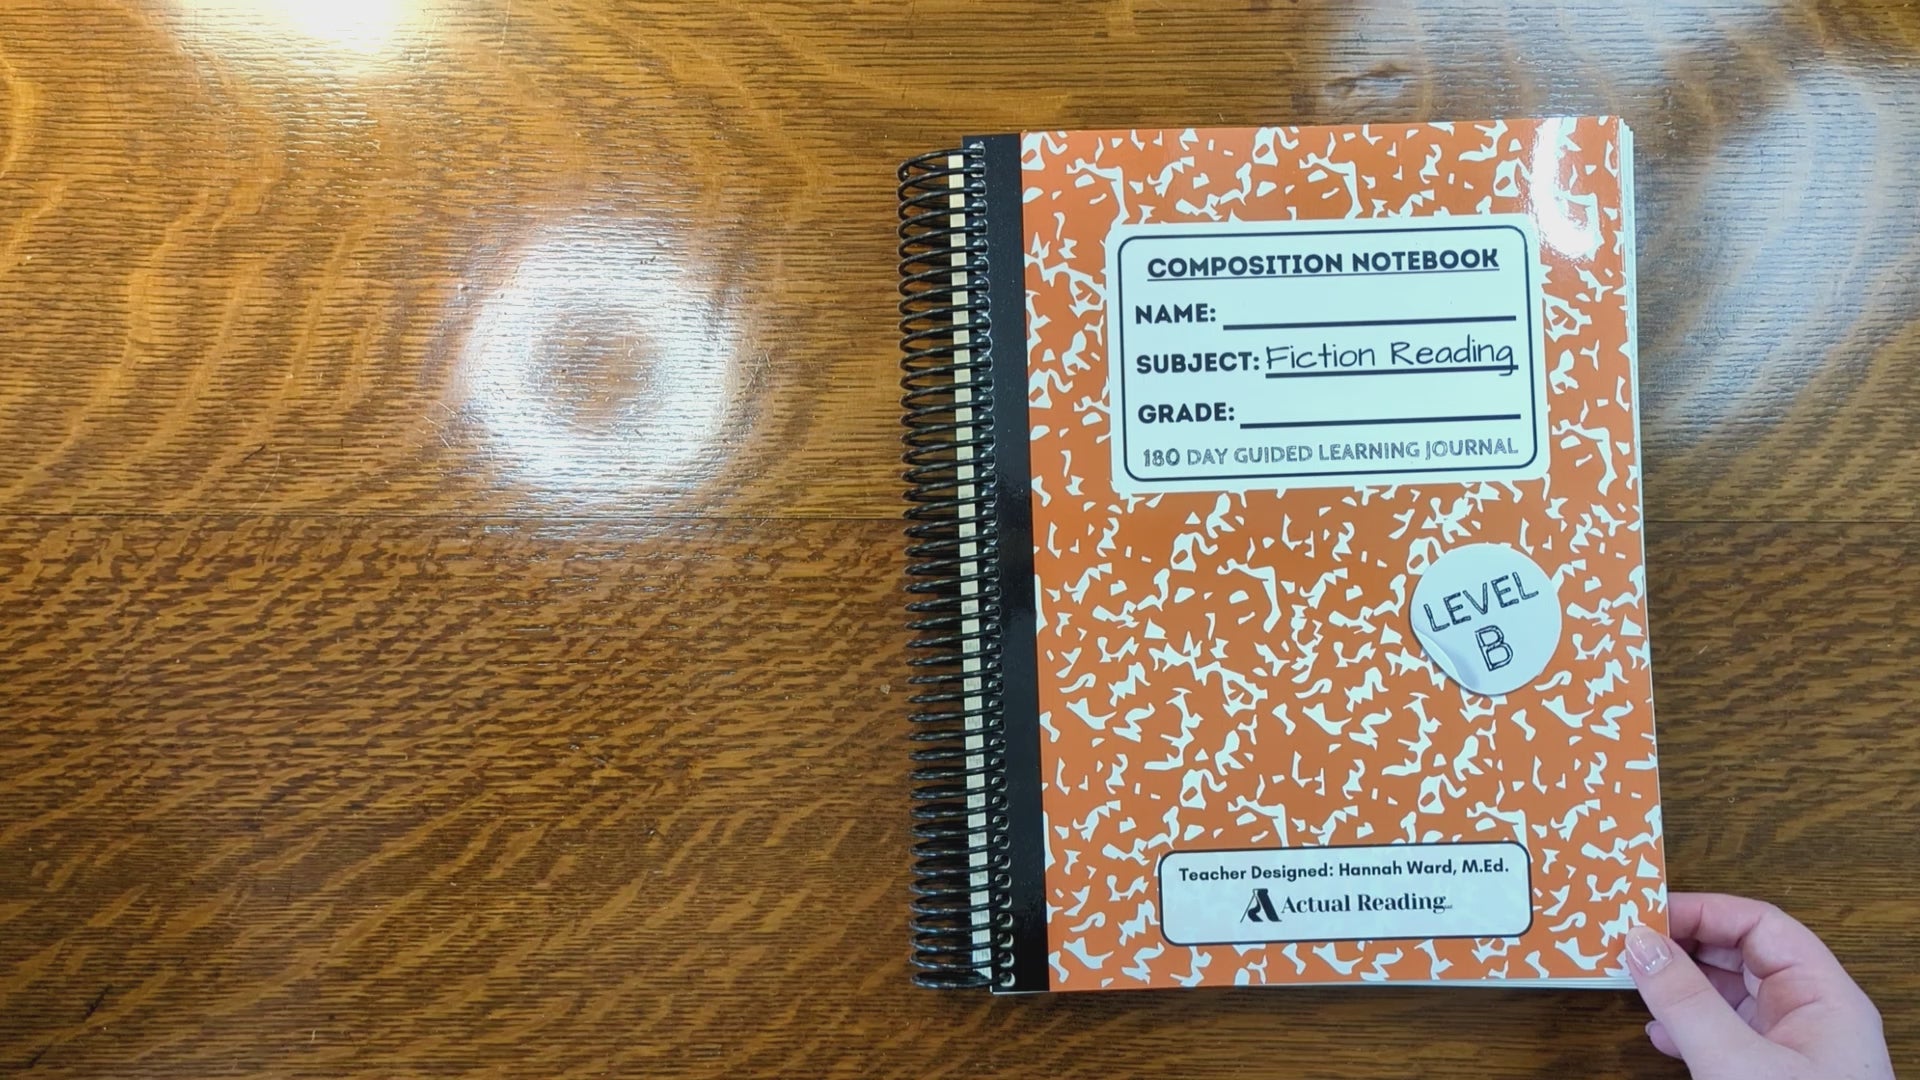 COMPOSITION NOTEBOOK
NAME:
SUBJECT: Fiction Reading
GRADE:
180 DAY GUIDED LEARNING JOURNAL
LEVEL
B
Teacher Designed: Hannah Ward, M.Ed.
Actual Reading